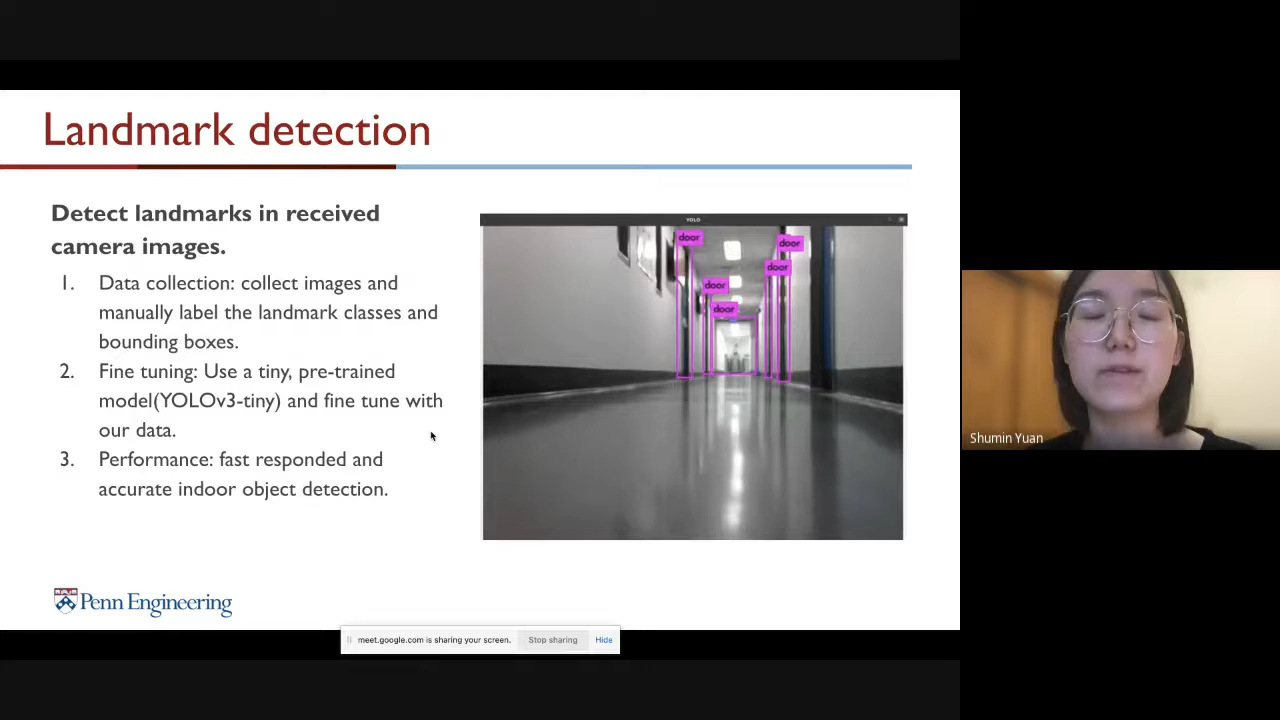 Landmark detection
Detect landmarks in received
camera images.
1. Data collection: collect images and
manually label the landmark classes and
bounding boxes.
2. Fine tuning: Use a tiny, pre-trained
model(YOLOv3-tiny) and fine tune with
our data.
3. Performance: fast responded and
accurate indoor object detection.
YOLO
door
door
door
door
door
Penn Engineering
Shumin Yuan
meet.google.com is sharing your screen.
Stop sharing
Hide